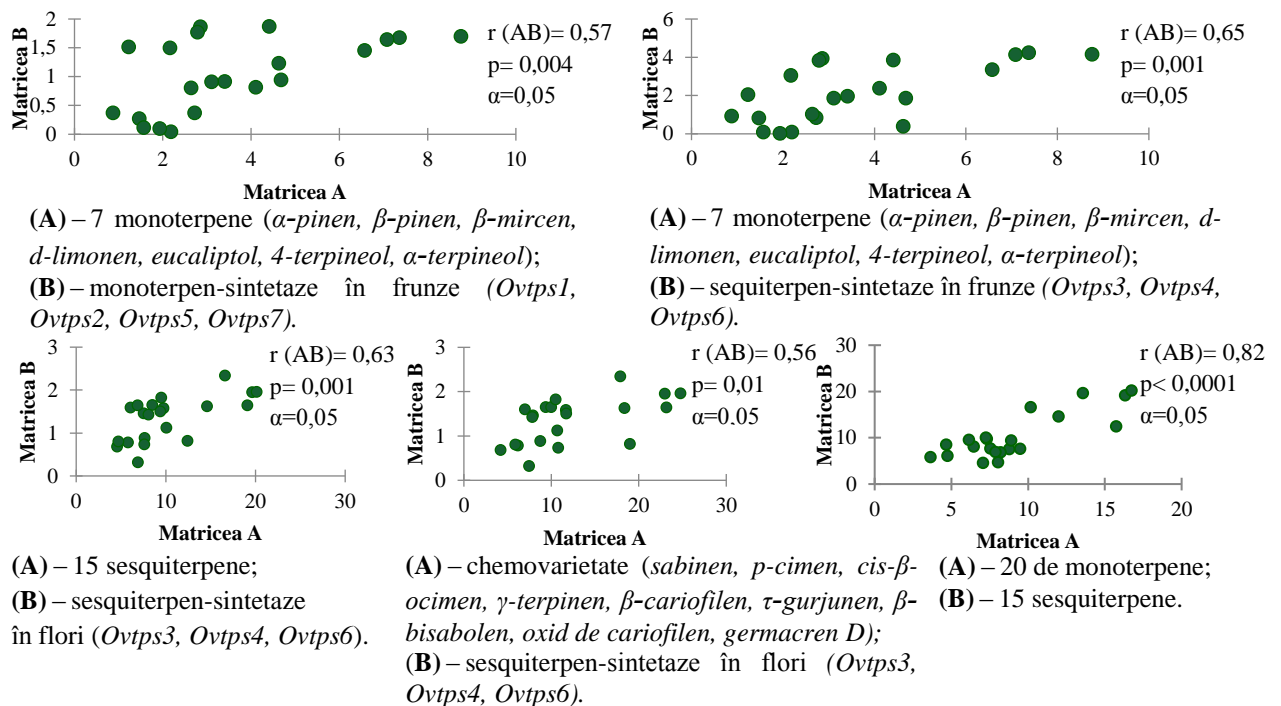 Matricea B
2
1,5
1
0,5
0
0
2
4
6
8
10
Matricea A
r (AB)= 0,57
p= 0,004
α=0,05
(A) – 7 monoterpene (α-pinen, β-pinen, β-mircen,
d-limonen, eucaliptol, 4-terpineol, α-terpineol);
(B) – monoterpen-sintetaze în frunze (Ovtps1,
Ovtps2, Ovtps5, Ovtps7).
Matricea B
6
4
2
0
0
2
4
6
8
10
Matricea A
r (AB)= 0,65
p= 0,001
α=0,05
(A) – 7 monoterpene (α-pinen, β-pinen, β-mircen, d-
limonen, eucaliptol, 4-terpineol, α-terpineol);
(B) – sequiterpen-sintetaze în frunze (Ovtps3, Ovtps4,
Ovtps6).
Matricea B
3
2
1
0
0
10
20
30
Matricea A
r (AB)= 0,63
p= 0,001
α=0.05
(A) – 15 sesquiterpene;
(B) – sesquiterpen-sintetaze
în flori (Ovtps3, Ovtps4, Ovtps6).
Matricea B
3
2
1
0
0
10
20
30
Matricea A
r (AB)= 0,56
p= 0,01
α=0.05
(A) – chemovarietate (sabinen, p-cimen, cis-β-
ocimen, γ-terpinen, β-cariofilen, τ-gurjunen, β-
bisabolen, oxid de cariofilen, germacren D);
(B) – sesquiterpen-sintetaze în flori (Ovtps3,
Ovtps4, Ovtps6).
Matricea B
30
20
10
0
0
5
10
15
20
Matricea A
r (AB)= 0,82
p< 0,0001
α=0,05
(A) – 20 de monoterpene;
(B) – 15 sesquiterpene.